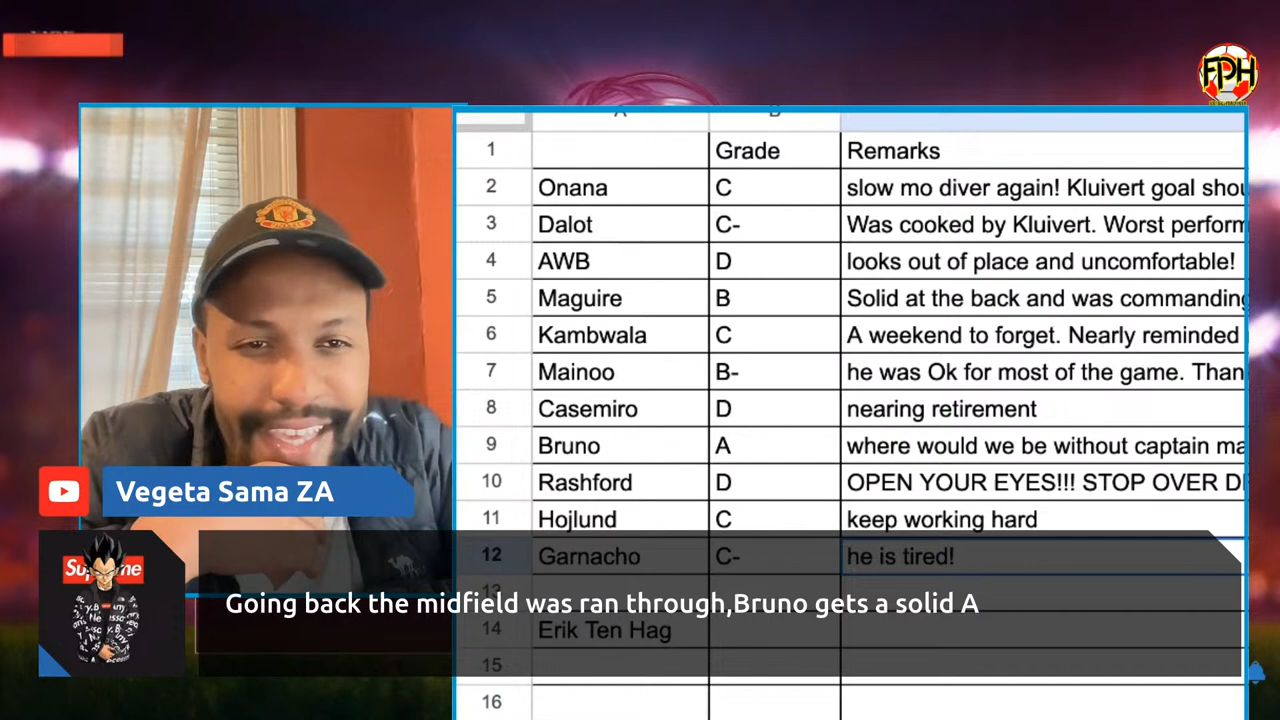 FPH
A
B
1 Grade Remarks
2 Onana C slow mo diver again! Kluivert goal shou
3 Dalot C- Was cooked by Kluivert. Worst perform
4 AWB D looks out of place and uncomfortable!
5 Maguire B Solid at the back and was commanding
6 Kambwala C A weekend to forget. Nearly reminded
7 Mainoo B- he was Ok for most of the game. Than
8 Casemiro D nearing retirement
9 Bruno A where would we be without captain ma
10 Rashford D OPEN YOUR EYES!!! STOP OVER D
11 Hojlund C keep working hard
12 Garnacho C- he is tired!
13
14 Erik Ten Hag
15
16
Vegeta Sama ZA
Going back the midfield was ran through,Bruno gets a solid A